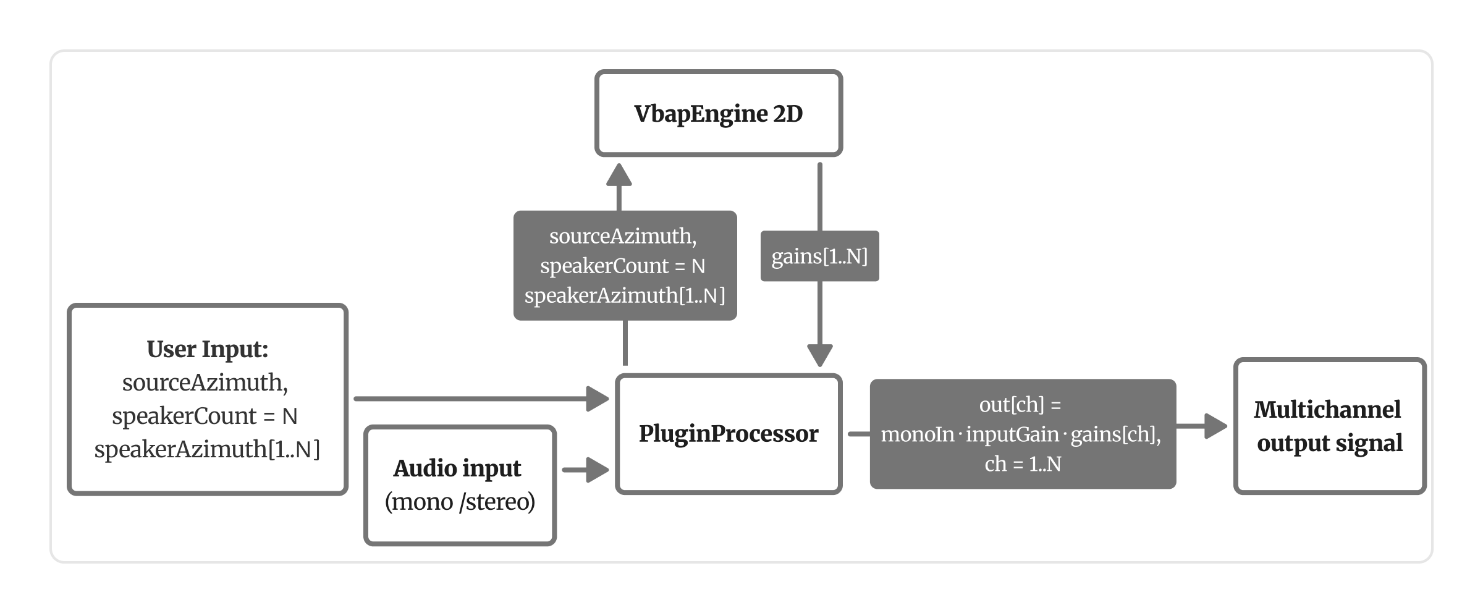 VbapEngine 2D
sourceAzimuth,
speakerCount = N
speakerAzimuth[1..N]
gains[1..N]
User Input:
sourceAzimuth,
speakerCount = N
speakerAzimuth[1..N]
Audio input
(mono /stereo)
PluginProcessor
out[ch] =
monoIn · inputGain · gains[ch],
ch = 1..N
Multichannel
output signal